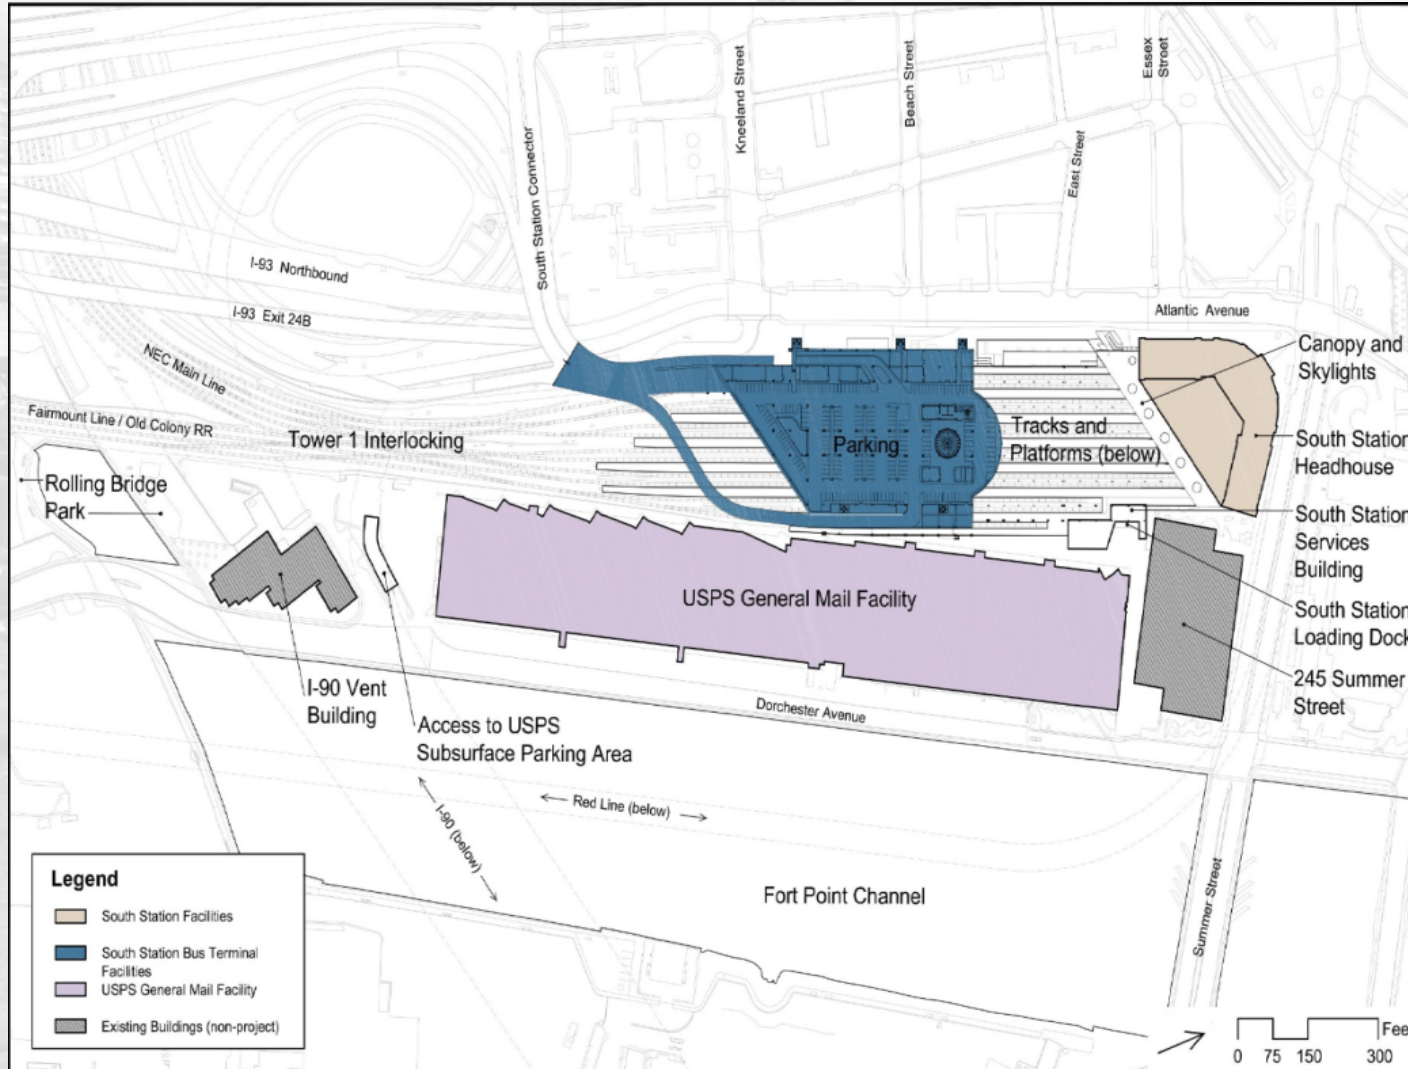 Kneeland Street
Beach Street
Essex
Street
East Street
South Station Connector
I-93 Northbound
I-93 Exit 24B
NEC Main Line
Fairmount Line / Old Colony RR
Tower 1 Interlocking
Atlantic Avenue
Canopy and
Skylights
Parking
Tracks and
Platforms (below)
South Station
Headhouse
Rolling Bridge
Park
South Station
Services
Building
USPS General Mail Facility
South Station
Loading Dock
245 Summer
Street
I-90 Vent
Building
Access to USPS
Subsurface Parking Area
Dorchester Avenue
Red Line (below)
I-90 (below)
Fort Point Channel
Summer Street
Legend
South Station Facilities
South Station Bus Terminal
Facilities
USPS General Mail Facility
Existing Buildings (non-project)
Fee
0 75 150 300